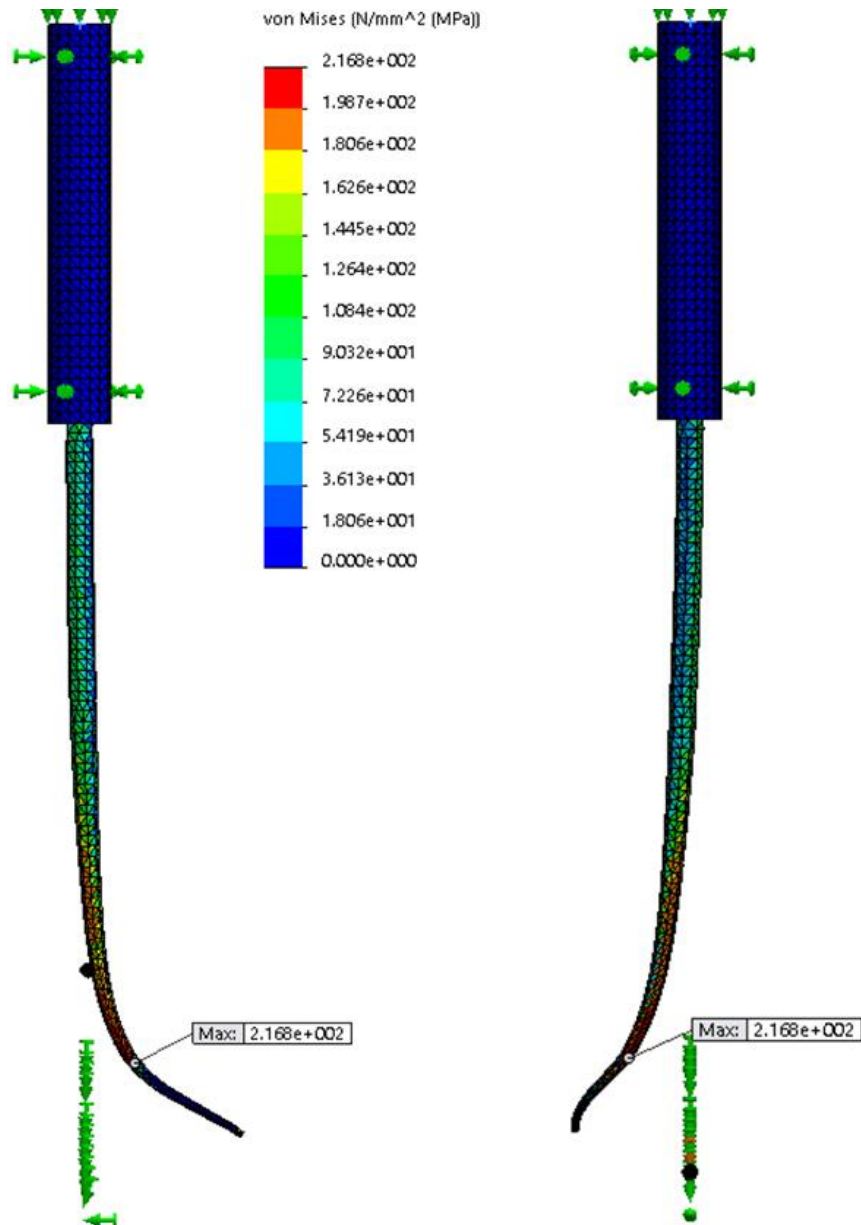 von Mises (N/mm^2 (MPa))
2.168e+002
1.987e+002
1.806e+002
1.626e+002
1.445e+002
1.264e+002
1.084e+002
9.032e+001
7.226e+001
5.419e+001
3.613e+001
1.806e+001
0.000e+000
Max: 2.168e+002
Max: 2.168e+002